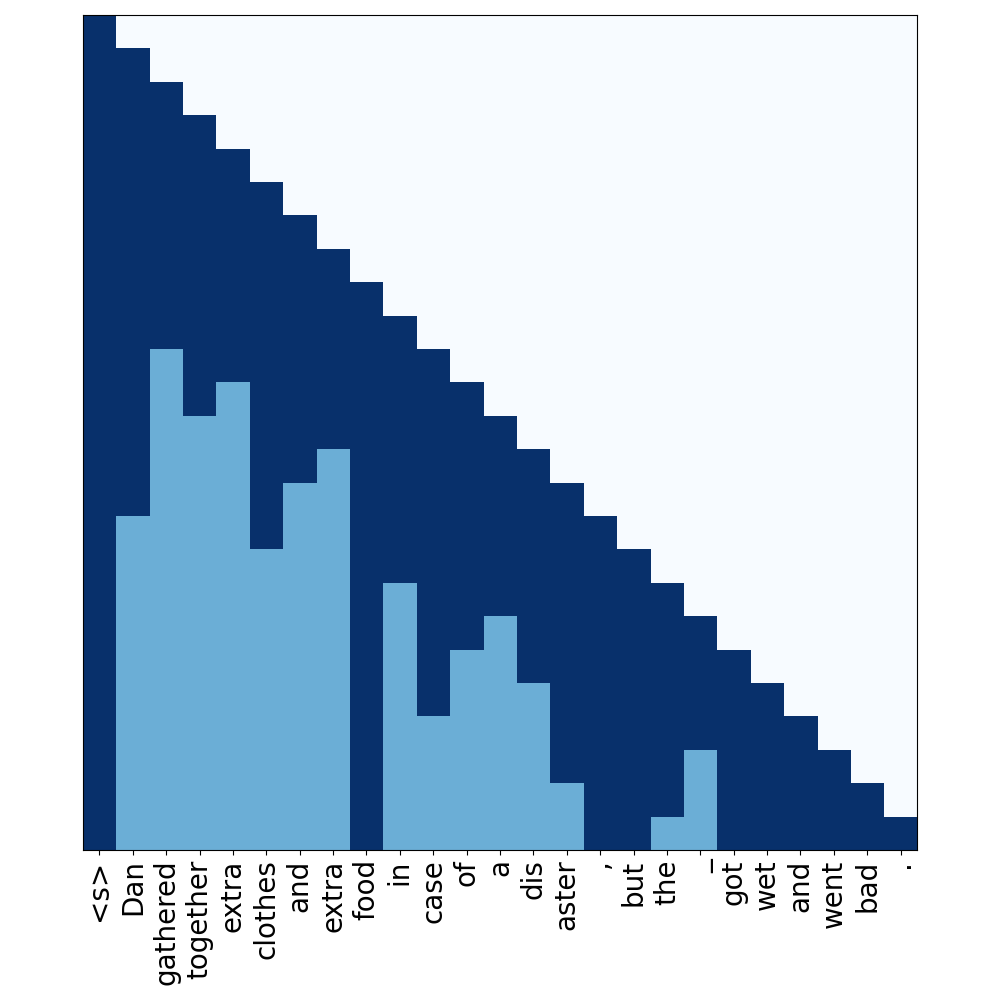 <s> Dan gathered together extra clothes and extra food in case of a dis aster , but the _ got wet and went bad .